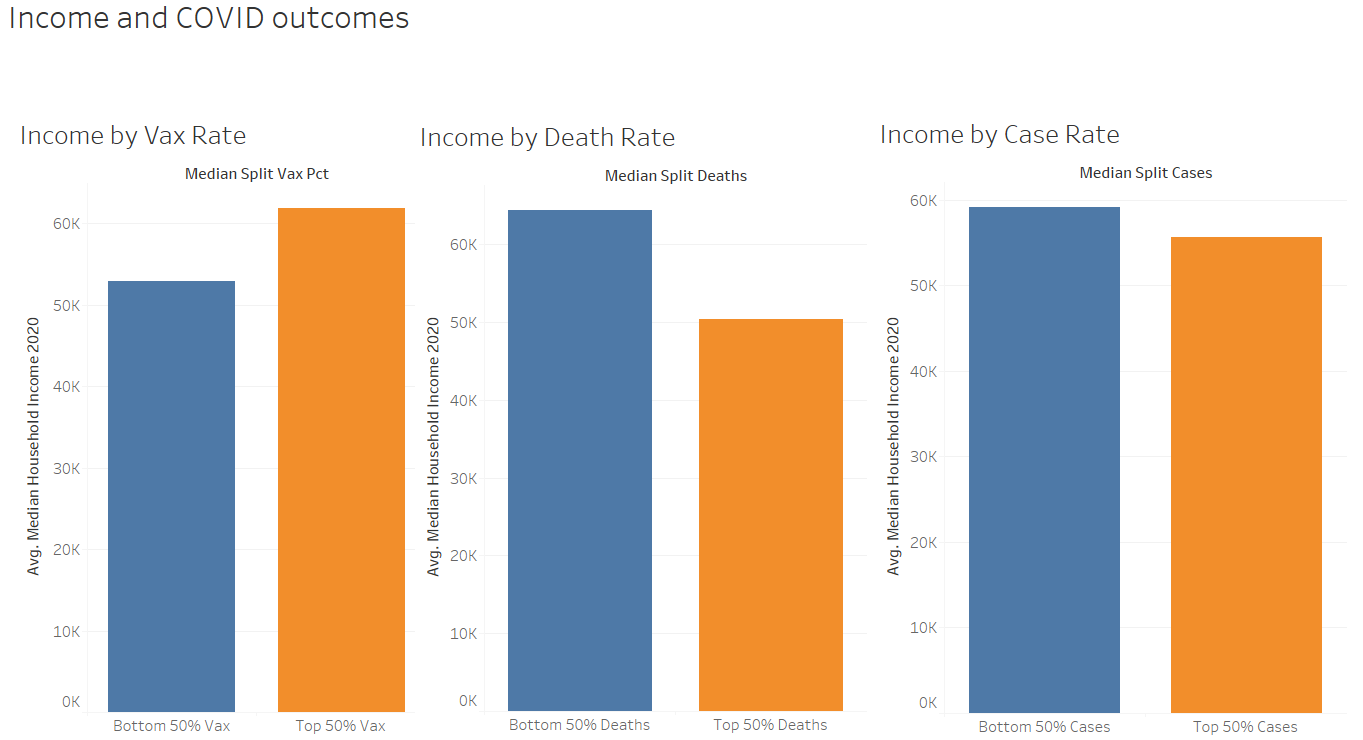 Income and COVID outcomes
Income by Vax Rate
Median Split Vax Pct
Avg. Median Household Income 2020
60K
50K
40K
30K
20K
10K
0K
Bottom 50% Vax
Top 50% Vax
Income by Death Rate
Median Split Deaths
Avg. Median Household Income 2020
60K
50K
40K
30K
20K
10K
0K
Bottom 50% Deaths
Top 50% Deaths
Income by Case Rate
Median Split Cases
Avg. Median Household Income 2020
60K
50K
40K
30K
20K
10K
0K
Bottom 50% Cases
Top 50% Cases